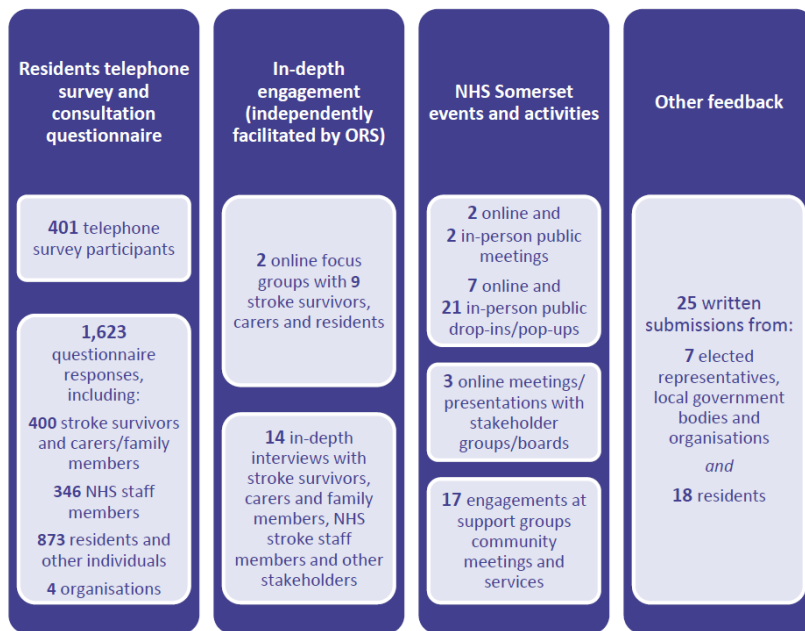 Residents telephone
survey and
consultation
questionnaire
401 telephone
survey participants
1,623
questionnaire
responses,
including:
400 stroke survivors
and carers/family
members
346 NHS staff
members
873 residents and
other individuals
4 organisations
In-depth
engagement
(independently
facilitated by ORS)
2 online focus
groups with 9
stroke survivors,
carers and residents
14 in-depth
interviews with
stroke survivors,
carers and family
members, NHS
stroke staff
members and other
stakeholders
NHS Somerset
events and activities
2 online and
2 in-person public
meetings
7 online and
21 in-person public
drop-ins/pop-ups
3 online meetings/
presentations with
stakeholder
groups/boards
17 engagements at
support groups
community
meetings and
services
Other feedback
25 written
submissions from:
7 elected
representatives,
local government
bodies and
organisations
and
18 residents